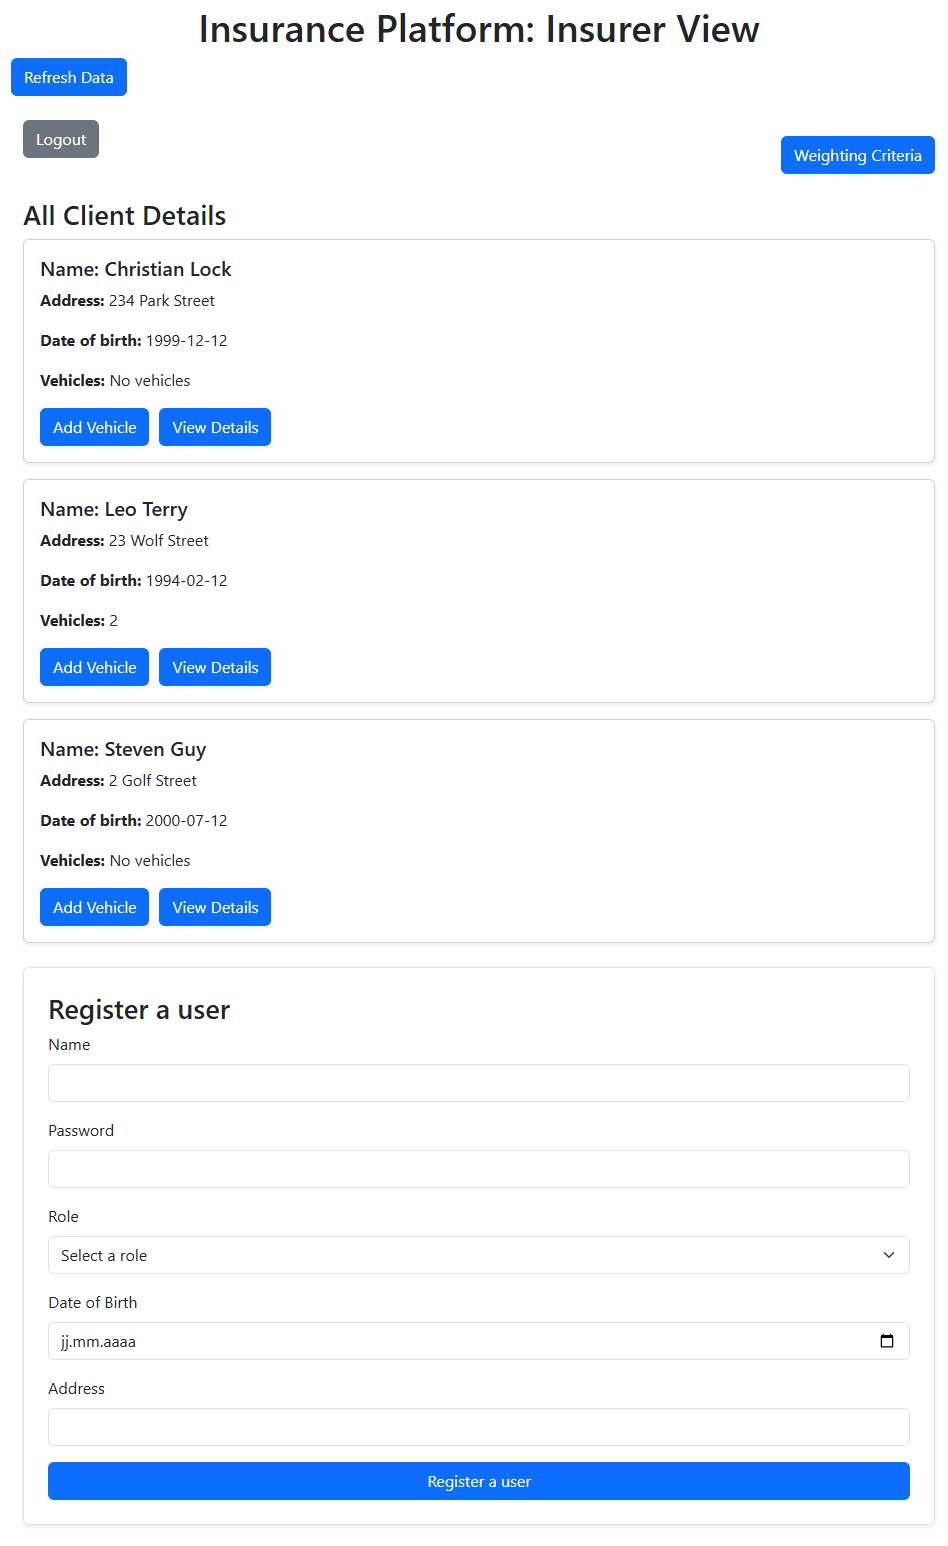 Insurance Platform: Insurer View
Refresh Data
Logout
Weighting Criteria
All Client Details
Name: Christian Lock
Address: 234 Park Street
Date of birth: 1999-12-12
Vehicles: No vehicles
Add Vehicle View Details
Name: Leo Terry
Address: 23 Wolf Street
Date of birth: 1994-02-12
Vehicles: 2
Add Vehicle View Details
Name: Steven Guy
Address: 2 Golf Street
Date of birth: 2000-07-12
Vehicles: No vehicles
Add Vehicle View Details
Register a user
Name
Password
Role
Select a role
Date of Birth
jj.mm.aaaa
Address
Register a user